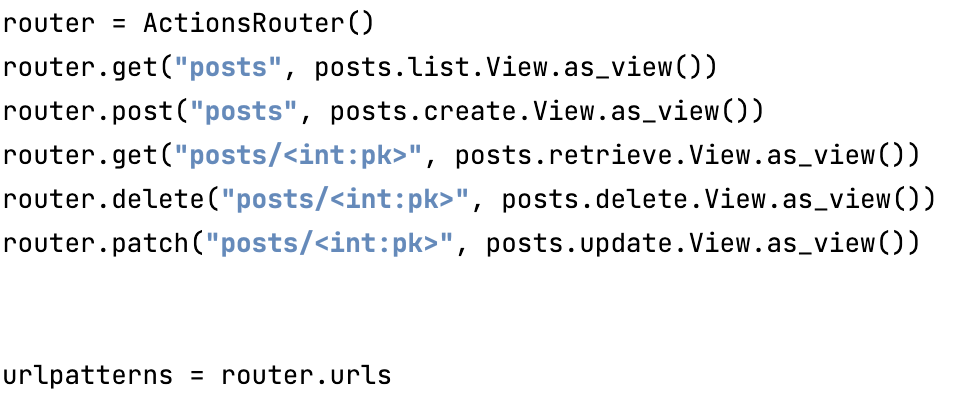 router = ActionsRouter()
router.get("posts", posts.list.View.as_view())
router.post("posts", posts.create.View.as_view())
router.get("posts/<int:pk>", posts.retrieve.View.as_view())
router.delete("posts/<int:pk>", posts.delete.View.as_view())
router.patch("posts/<int:pk>", posts.update.View.as_view())
urlpatterns = router.urls